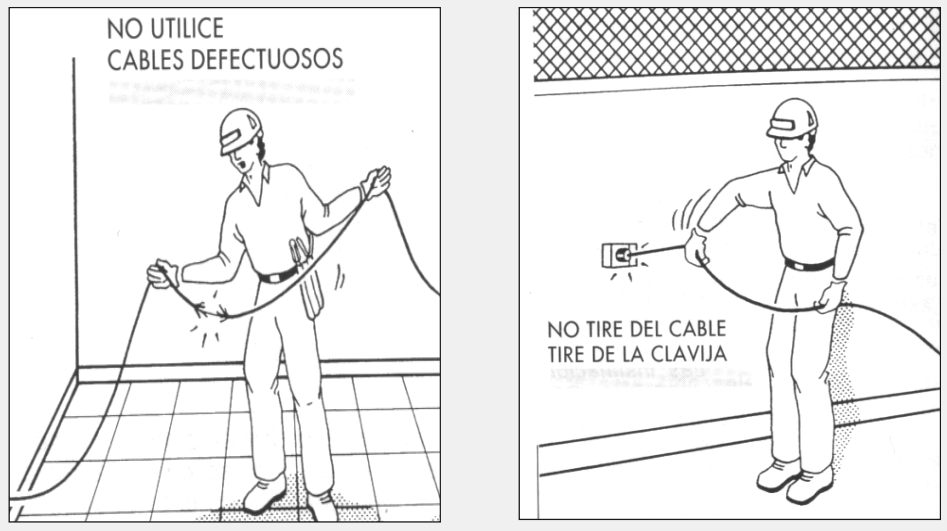 NO UTILICE
CABLES DEFECTUOSOS
NO TIRE DEL CABLE
TIRE DE LA CLAVIJA